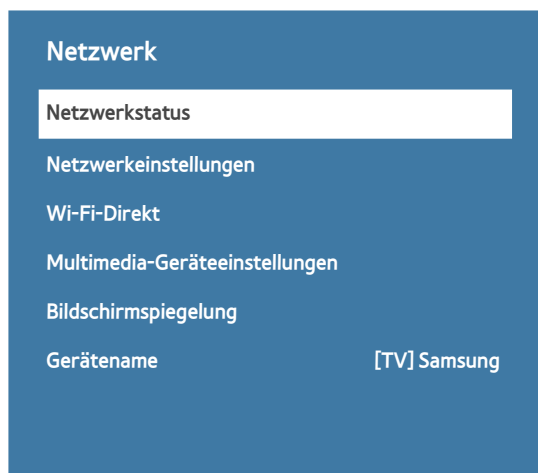 Netzwerk
Netzwerkstatus
Netzwerkeinstellungen
Wi-Fi-Direkt
Multimedia-Geräteeinstellungen
Bildschirmspiegelung
Gerätename [TV] Samsung